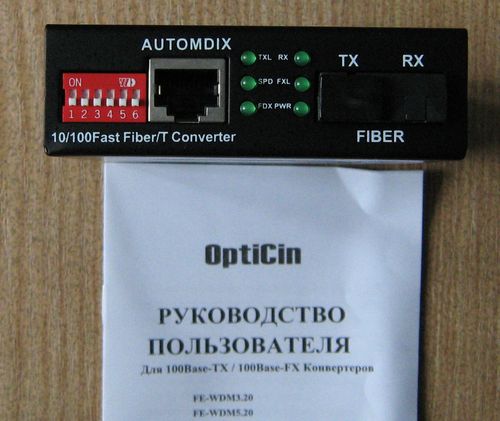 AUTOMDIX
TX RX
ON
TXL RX
SPD FXL
FDX PWR
1 2 3 4 5 6
10/100Fast Fiber/T Converter
FIBER
OptiCin
РУКОВОДСТВО
ПОЛЬЗОВАТЕЛЯ
Для 100Base-TX / 100Base-FX Конвертеров
FE-WDM3.20
FE-WDM5.20